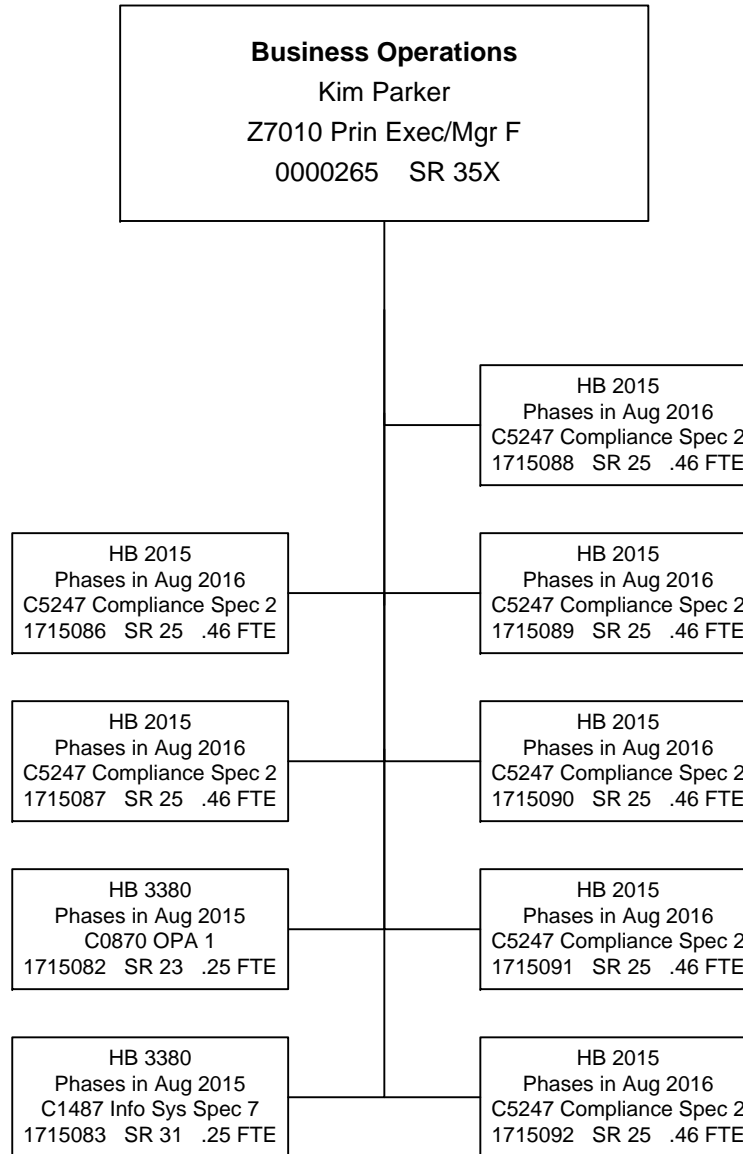 Business Operations
Kim Parker
Z7010 Prin Exec/Mgr F
0000265 SR 35X
HB 2015
Phases in Aug 2016
C5247 Compliance Spec 2
1715088 SR 25 .46 FTE
HB 2015
Phases in Aug 2016
C5247 Compliance Spec 2
1715086 SR 25 .46 FTE
HB 2015
Phases in Aug 2016
C5247 Compliance Spec 2
1715089 SR 25 .46 FTE
HB 2015
Phases in Aug 2016
C5247 Compliance Spec 2
1715087 SR 25 .46 FTE
HB 2015
Phases in Aug 2016
C5247 Compliance Spec 2
1715090 SR 25 .46 FTE
HB 3380
Phases in Aug 2015
C0870 OPA 1
1715082 SR 23 .25 FTE
HB 2015
Phases in Aug 2016
C5247 Compliance Spec 2
1715091 SR 25 .46 FTE
HB 3380
Phases in Aug 2015
C1487 Info Sys Spec 7
1715083 SR 31 .25 FTE
HB 2015
Phases in Aug 2016
C5247 Compliance Spec 2
1715092 SR 25 .46 FTE